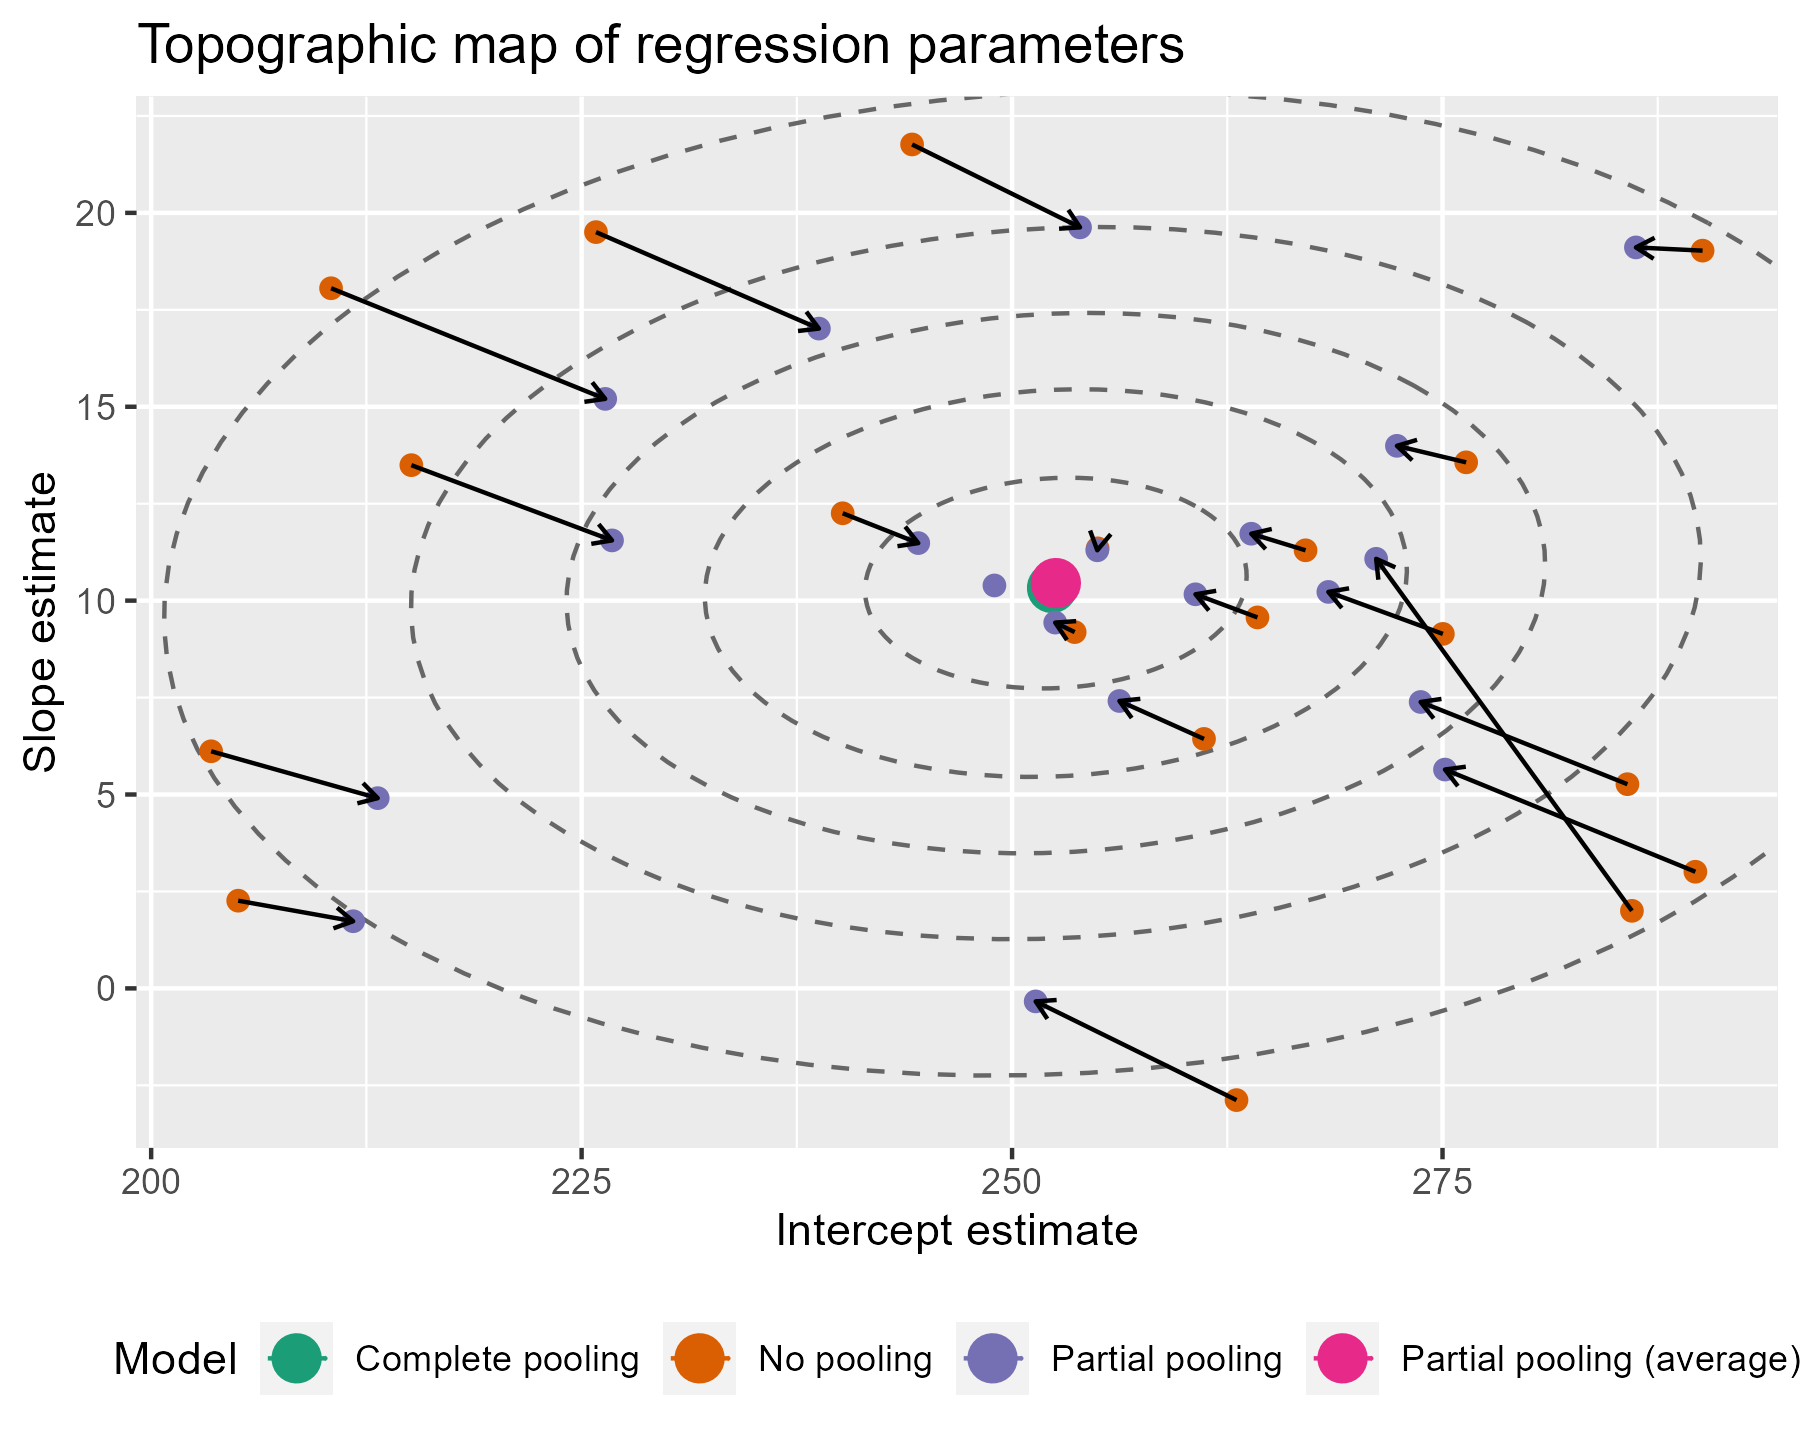 Topographic map of regression parameters
Slope estimate
20
15
10
5
0
200 225 250 275
Intercept estimate
Model Complete pooling No pooling Partial pooling Partial pooling (average)